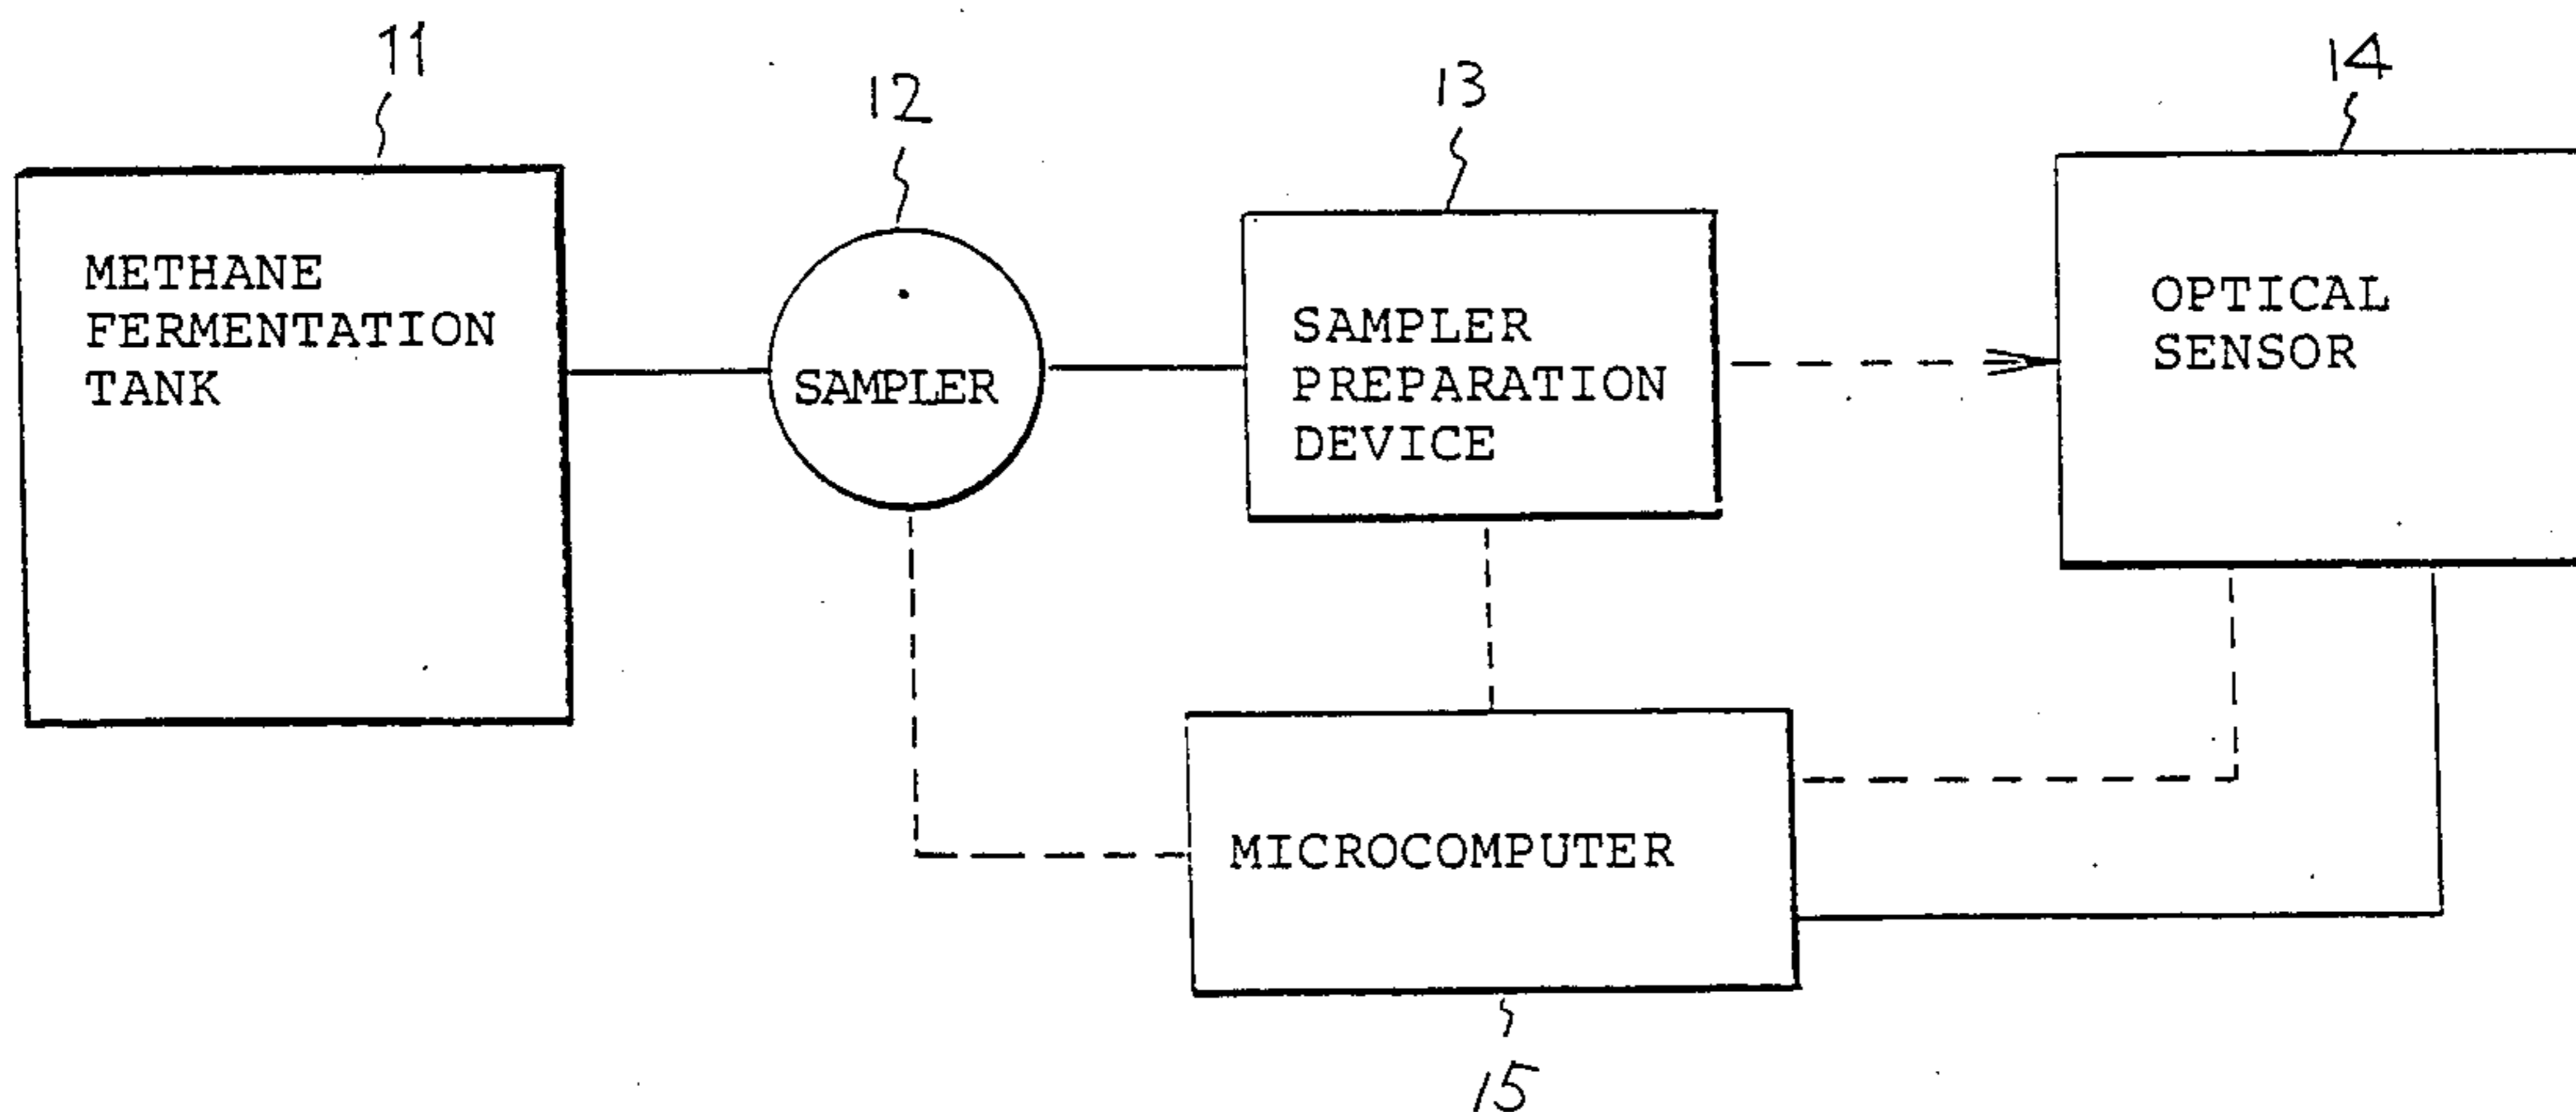 11
12
13
14
METHANE
FERMENTATION
TANK
SAMPLER
SAMPLER
PREPARATION
DEVICE
OPTICAL
SENSOR
MICROCOMPUTER
15